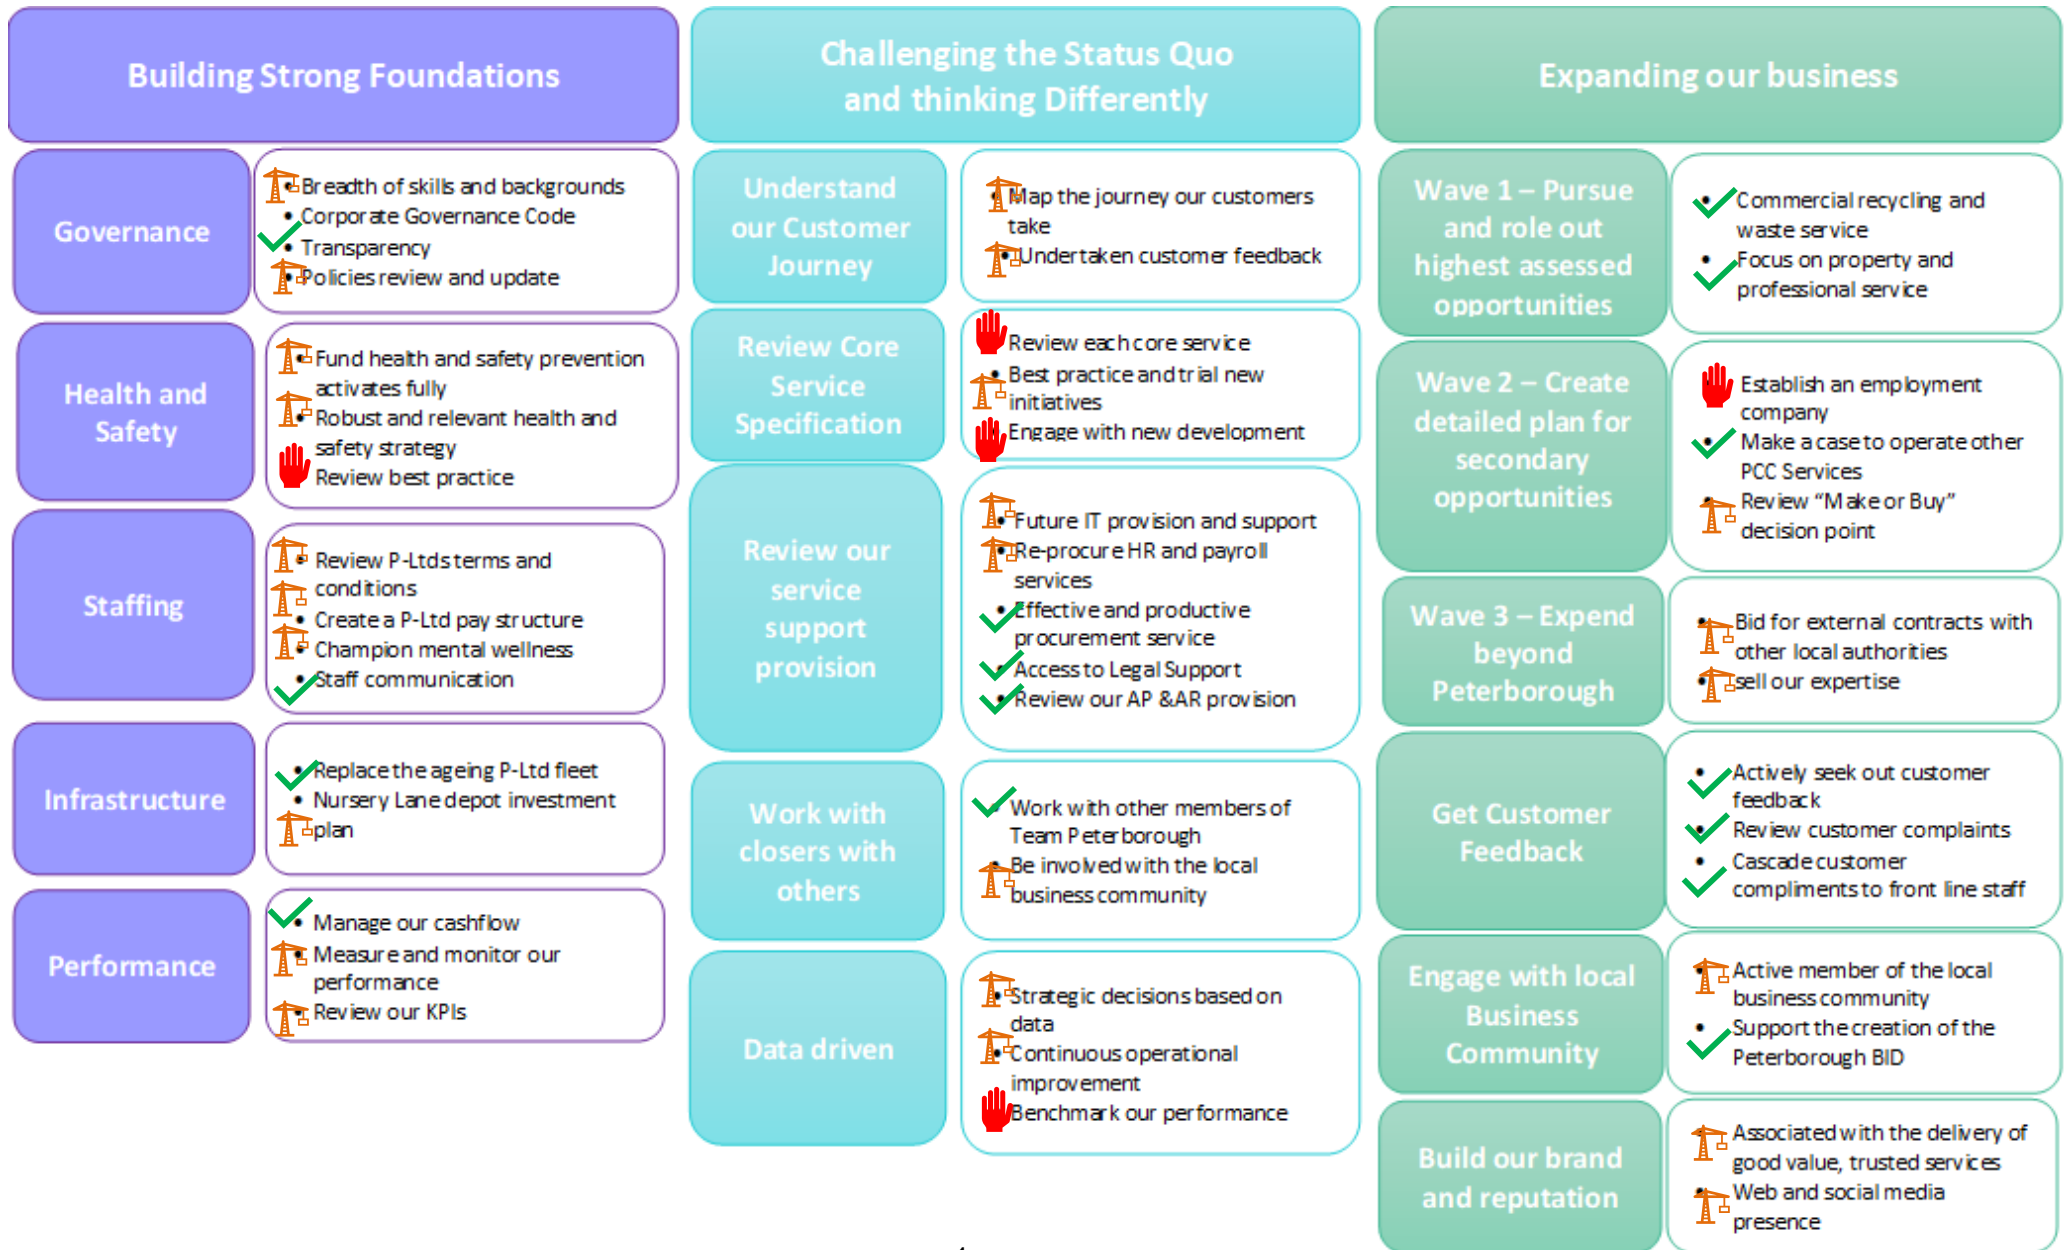 Building Strong Foundations
Governance
Breadth of skills and backgrounds
Corporate Governance Code
Transparency
Policies review and update
Health and
Safety
Fund health and safety prevention
activates fully
Robust and relevant health and
safety strategy
Review best practice
Staffing
Review P-Ltds terms and
conditions
Create a P-Ltd pay structure
Champion mental wellness
Staff communication
Infrastructure
Replace the ageing P-Ltd fleet
Nursery Lane depot investment
plan
Performance
Manage our cashflow
Measure and monitor our
performance
Review our KPIs
Challenging the Status Quo
and thinking Differently
Understand
our Customer
Journey
Map the journey our customers
take
Undertaken customer feedback
Review Core
Service
Specification
Review each core service
Best practice and trial new
initiatives
Engage with new development
Review our
service
support
provision
Future IT provision and support
Re-procure HR and payroll
services
Effective and productive
procurement service
Access to Legal Support
Review our AP &AR provision
Work with
closers with
others
Work with other members of
Team Peterborough
Be involved with the local
business community
Data driven
Strategic decisions based on
data
Continuous operational
improvement
Benchmark our performance
Expanding our business
Wave 1 – Pursue
and role out
highest assessed
opportunities
Commercial recycling and
waste service
Focus on property and
professional service
Wave 2 – Create
detailed plan for
secondary
opportunities
Establish an employment
company
Make a case to operate other
PCC Services
Review “Make or Buy”
decision point
Wave 3 – Expend
beyond
Peterborough
Bid for external contracts with
other local authorities
sell our expertise
Get Customer
Feedback
Actively seek out customer
feedback
Review customer complaints
Cascade customer
compliments to front line staff
Engage with local
Business
Community
Active member of the local
business community
Support the creation of the
Peterborough BID
Build our brand
and reputation
Associated with the delivery of
good value, trusted services
Web and social media
presence